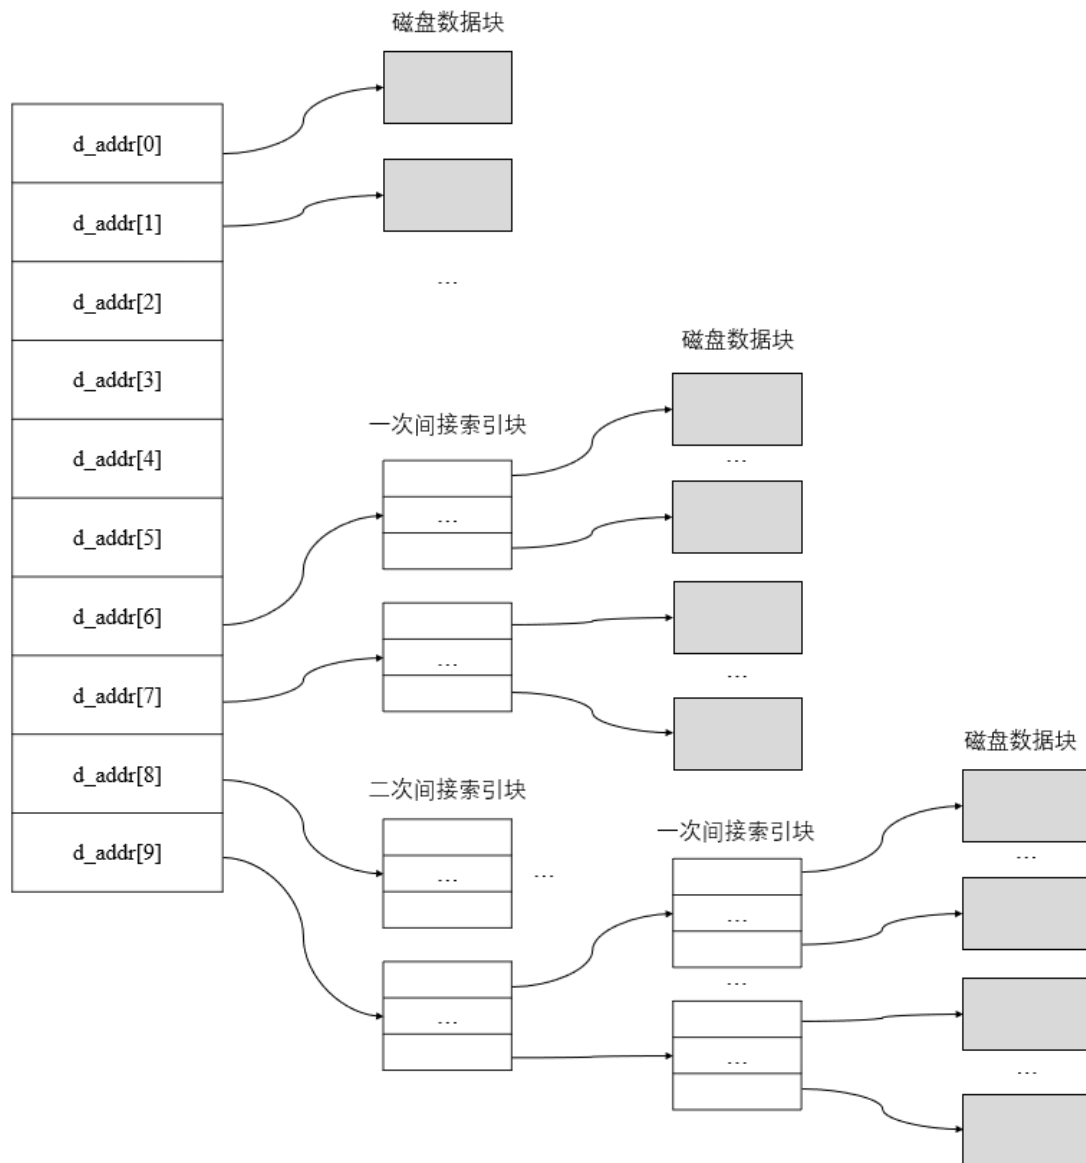 磁盘数据块
d_addr[0]
d_addr[1]
…
d_addr[2]
磁盘数据块
d_addr[3]
一次间接索引块
d_addr[4]
…
…
d_addr[5]
d_addr[6]
…
…
d_addr[7]
磁盘数据块
d_addr[8]
二次间接索引块
一次间接索引块
d_addr[9]
…
…
…
…
…
…
…
…